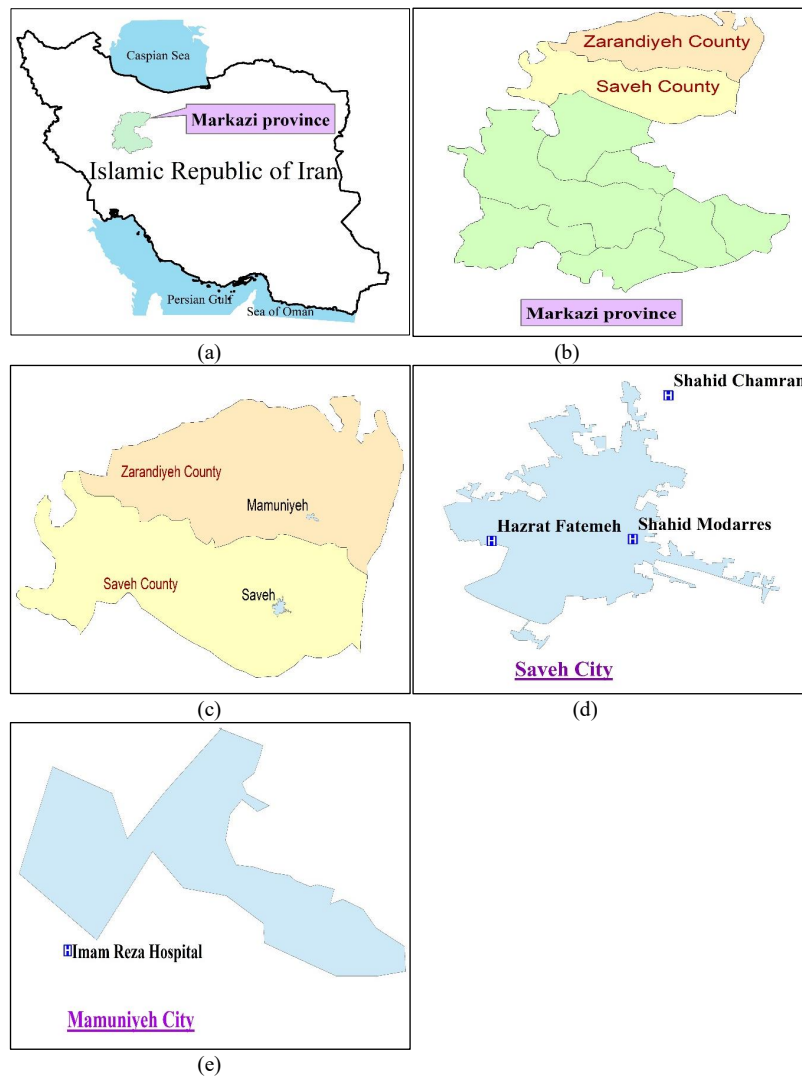 Caspian Sea
Markazi province
Islamic Republic of Iran
Persian Gulf
Sea of Oman
(a)
Zarandiyeh County
Saveh County
Markazi province
(b)
Zarandiyeh County
Mamuniyeh
Saveh County
Saveh
(c)
Shahid Chamran
H
Hazrat Fatemeh
H
Shahid Modarres
H
Saveh City
(d)
H Imam Reza Hospital
Mamuniyeh City
(e)